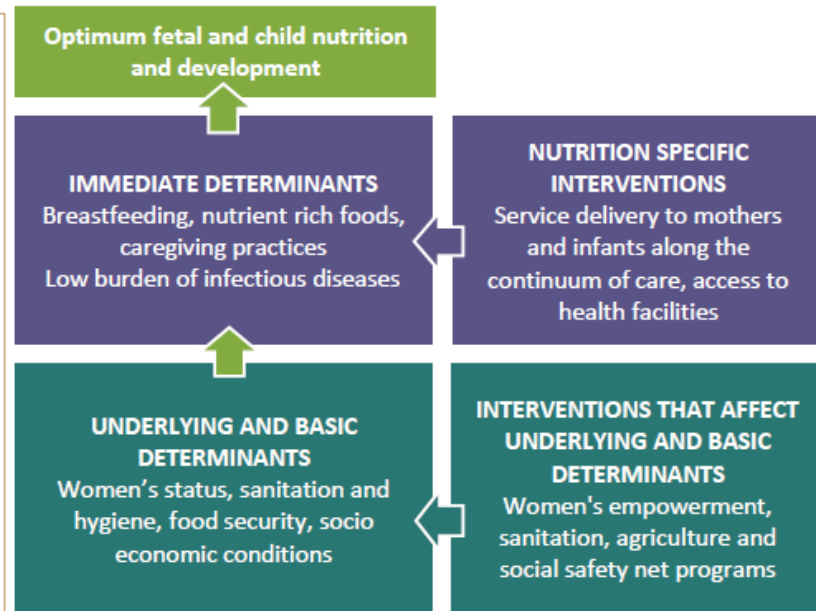 Optimum fetal and child nutrition
and development
IMMEDIATE DETERMINANTS
Breastfeeding, nutrient rich foods,
caregiving practices
Low burden of infectious diseases
NUTRITION SPECIFIC
INTERVENTIONS
Service delivery to mothers
and infants along the
continuum of care, access to
health facilities
UNDERLYING AND BASIC
DETERMINANTS
Women’s status, sanitation and
hygiene, food security, socio
economic conditions
INTERVENTIONS THAT AFFECT
UNDERLYING AND BASIC
DETERMINANTS
Women's empowerment,
sanitation, agriculture and
social safety net programs